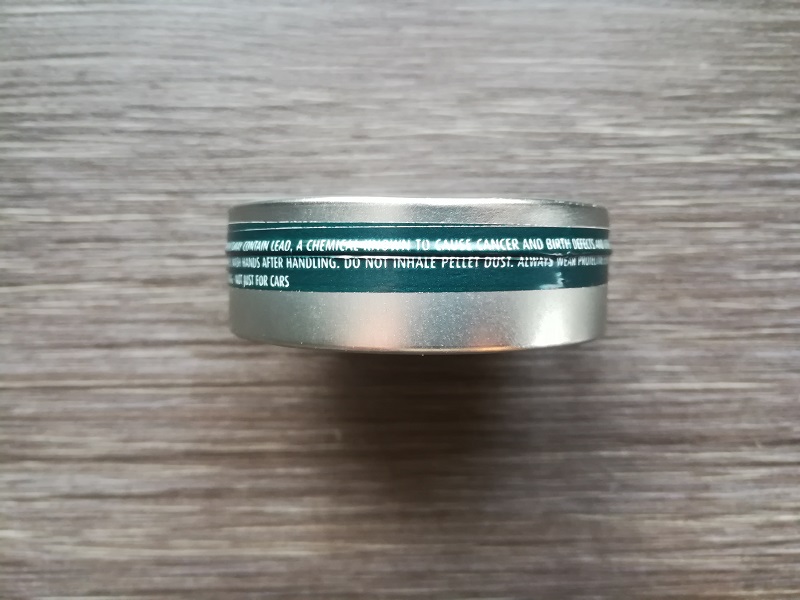 MAY CONTAIN LEAD, A CHEMICAL KNOWN TO CAUSE CANCER AND BIRTH DEFECTS
HANDS AFTER HANDLING. DO NOT INHALE PELLET DUST. ALWAYS WEAR
NOT JUST FOR CARS